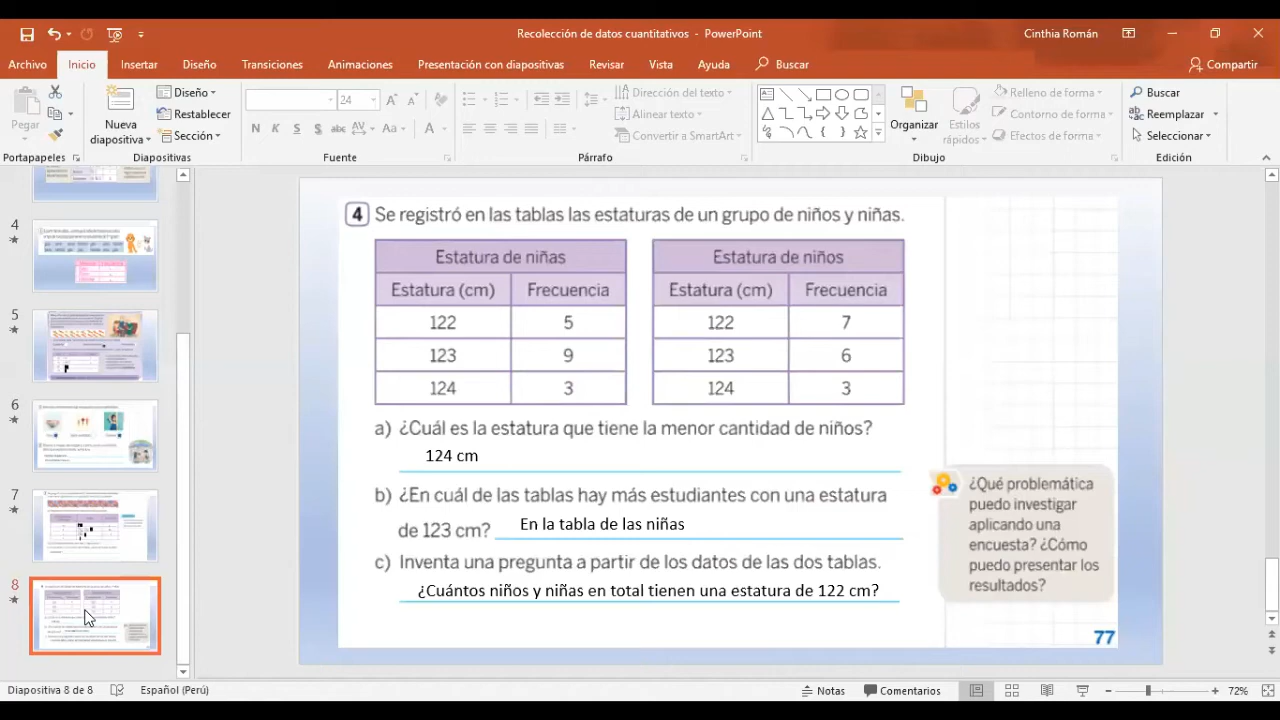 Recolección de datos cuantitativos - PowerPoint
Cinthia Román
Archivo Inicio Insertar Diseño Transiciones Animaciones Presentación con diapositivas Revisar Vista Ayuda Buscar Compartir
Pegar
Nueva diapositiva
Diseño
Restablecer
Sección
24
Dirección del texto
Alinear texto
Convertir a SmartArt
Organizar
Estilos rápidos
Relleno de forma
Contorno de forma
Efectos de forma
Buscar
Reemplazar
Seleccionar
Portapapeles Diapositivas Fuente Párrafo Dibujo Edición
4
5
6
7
8
4 Se registró en las tablas las estaturas de un grupo de niños y niñas.
Estatura de niñas
Estatura (cm) Frecuencia
122 5
123 9
124 3
Estatura de niños
Estatura (cm) Frecuencia
122 7
123 6
124 3
a) ¿Cuál es la estatura que tiene la menor cantidad de niños?
124 cm
b) ¿En cuál de las tablas hay más estudiantes con una estatura
de 123 cm? En la tabla de las niñas
c) Inventa una pregunta a partir de los datos de las dos tablas.
¿Cuántos niños y niñas en total tienen una estatura de 122 cm?
¿Qué problemática
puedo investigar
aplicando una
encuesta? ¿Cómo
puedo presentar los
resultados?
77
Diapositiva 8 de 8 Español (Perú) Notas Comentarios 72%